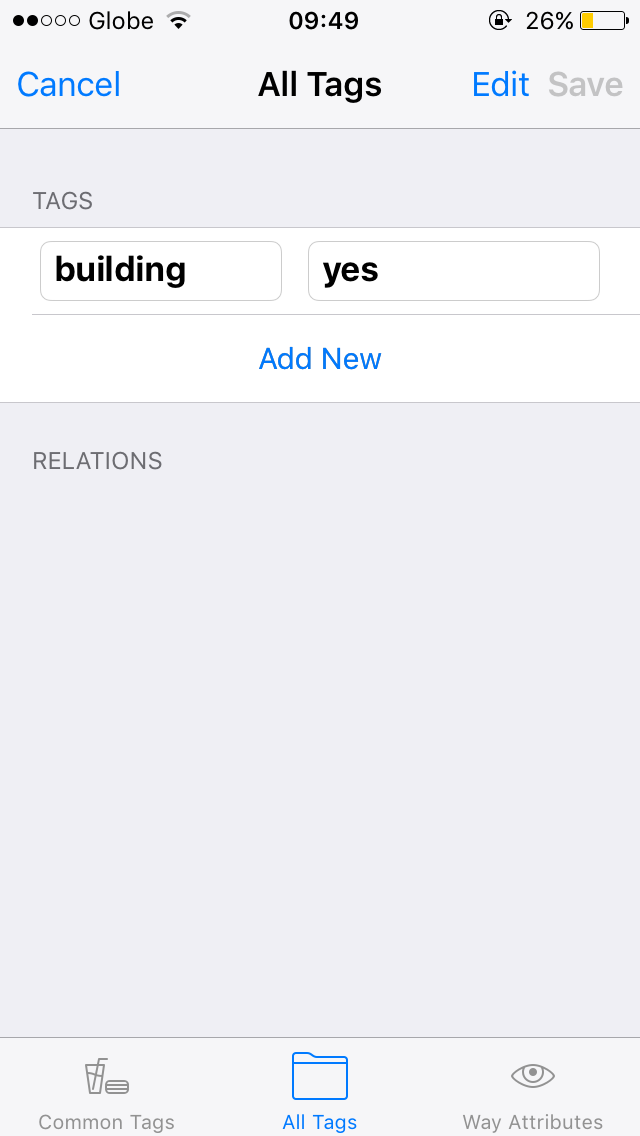 Globe 09:49 26%
Cancel All Tags Edit Save
TAGS
building yes
Add New
RELATIONS
Common Tags All Tags Way Attributes